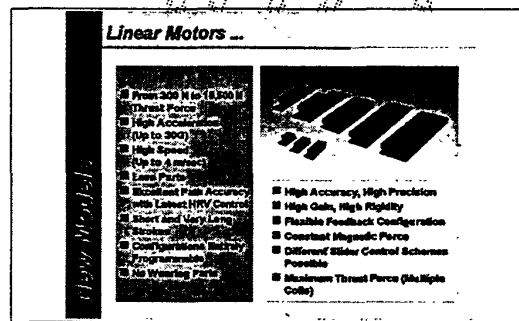 Linear Motors ...
New Models
From 300 N to 15,500 N
Thrust Force
High Acceleration
(Up to 30G)
High Speed
(Up to 4 m/sec)
Less Parts
Excellent Path Accuracy
with Latest HRV Control
Short and Very Long
Strokes
Configurations
Programmable
No Wearing Parts
High Accuracy, High Precision
High Gain, High Rigidity
Flexible Feedback Configuration
Constant Magnetic Force
Different Slider Control Schemes
Possible
Maximum Thrust Force (Multiple
Coils)